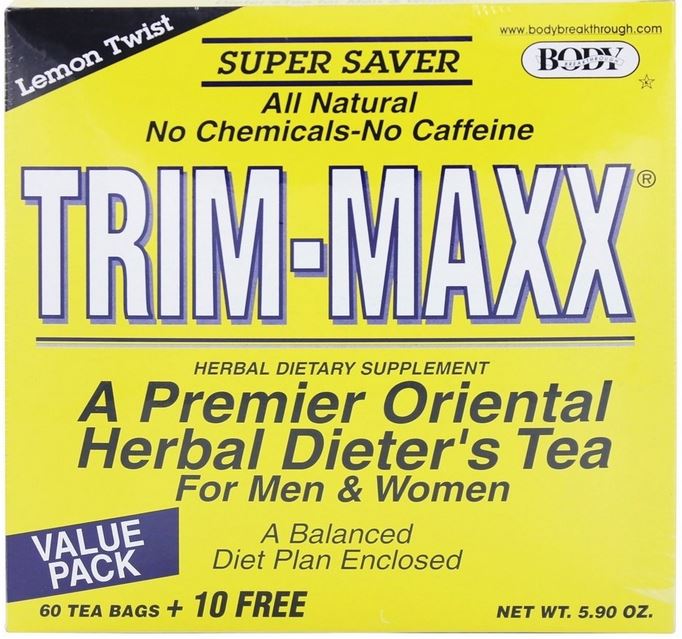 Lemon Twist
www.bodybreakthrough.com
SUPER SAVER
BODY
BREAKTHROUGH
All Natural
No Chemicals-No Caffeine
TRIM-MAXX®
HERBAL DIETARY SUPPLEMENT
A Premier Oriental
Herbal Dieter's Tea
For Men & Women
VALUE
PACK
A Balanced
Diet Plan Enclosed
60 TEA BAGS + 10 FREE
NET WT. 5.90 OZ.